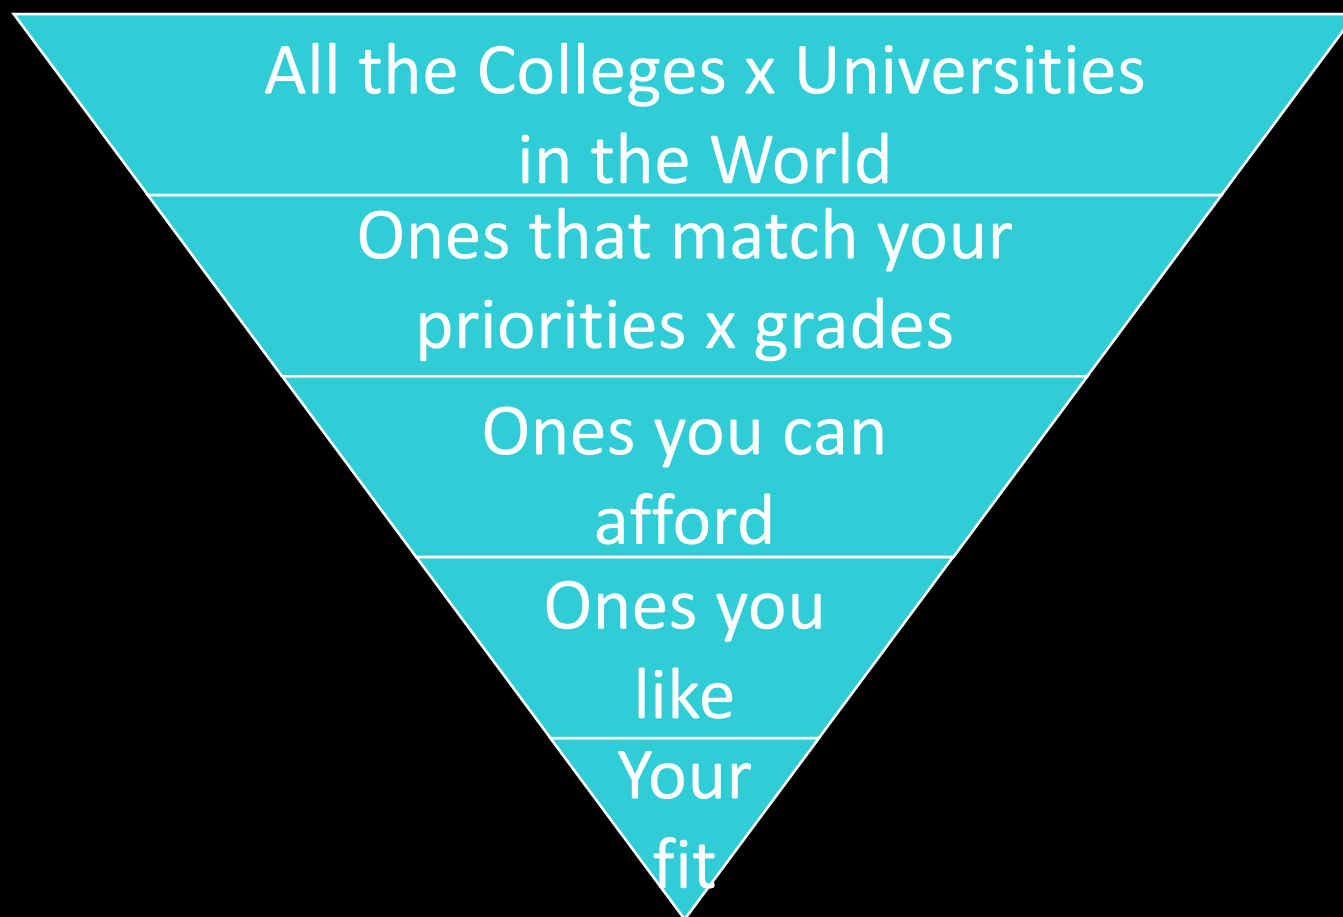 All the Colleges x Universities
in the World
Ones that match your
priorities x grades
Ones you can
afford
Ones you
like
Your
fit